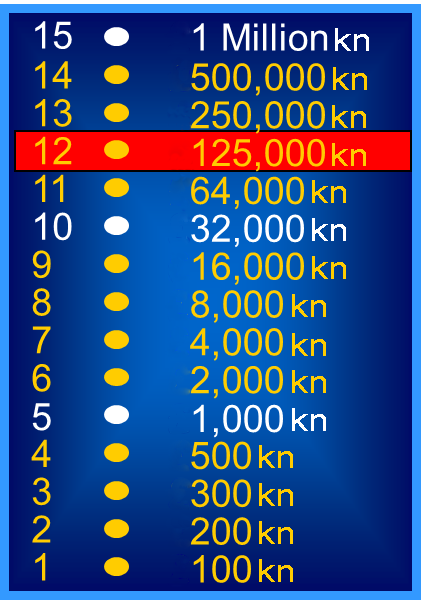 15 1 Million kn
14 500,000 kn
13 250,000 kn
12 125,000 kn
11 64,000 kn
10 32,000 kn
9 16,000 kn
8 8,000 kn
7 4,000 kn
6 2,000 kn
5 1,000 kn
4 500 kn
3 300 kn
2 200 kn
1 100 kn